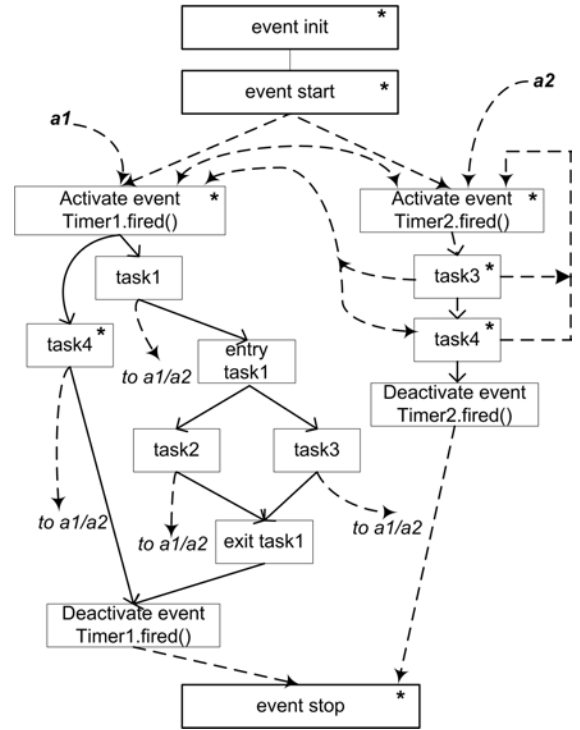 event init *
event start *
a1
a2
Activate event
Timer1.fired() *
Activate event
Timer2.fired() *
task1
task3 *
task4 *
task4 *
to a1/a2
entry
task1
Deactivate event
Timer2.fired()
task2
task3
to a1/a2
to a1/a2
to a1/a2
exit task1
Deactivate event
Timer1.fired()
event stop *